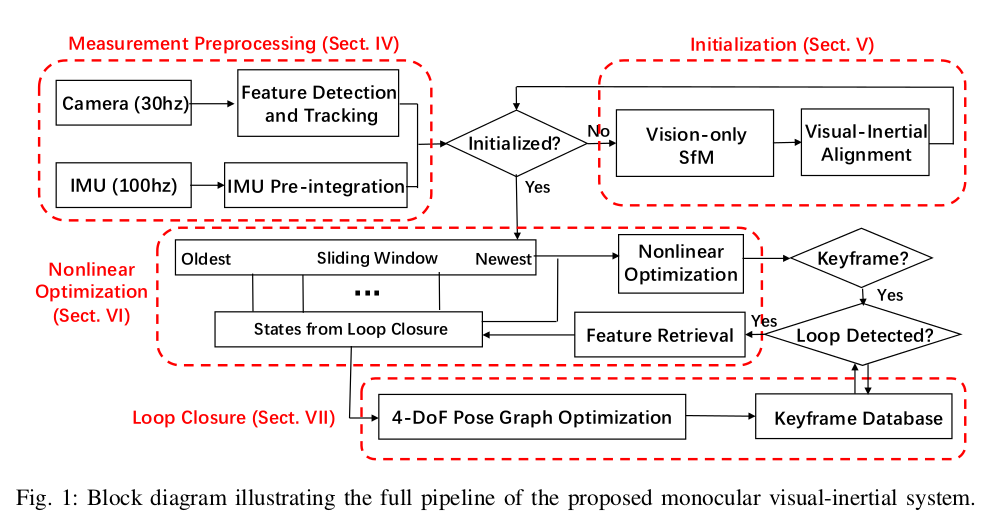 Measurement Preprocessing (Sect. IV)
Initialization (Sect. V)
Camera (30hz)
Feature Detection
and Tracking
Initialized?
No
Vision-only
SfM
Visual-Inertial
Alignment
IMU (100hz)
IMU Pre-integration
Yes
Oldest
Sliding Window
Newest
Nonlinear
Optimization
Keyframe?
Nonlinear
Optimization
(Sect. VI)
...
Yes
States from Loop Closure
Feature Retrieval
Yes
Loop Detected?
Loop Closure (Sect. VII)
4-DoF Pose Graph Optimization
Keyframe Database
Fig. 1: Block diagram illustrating the full pipeline of the proposed monocular visual-inertial system.